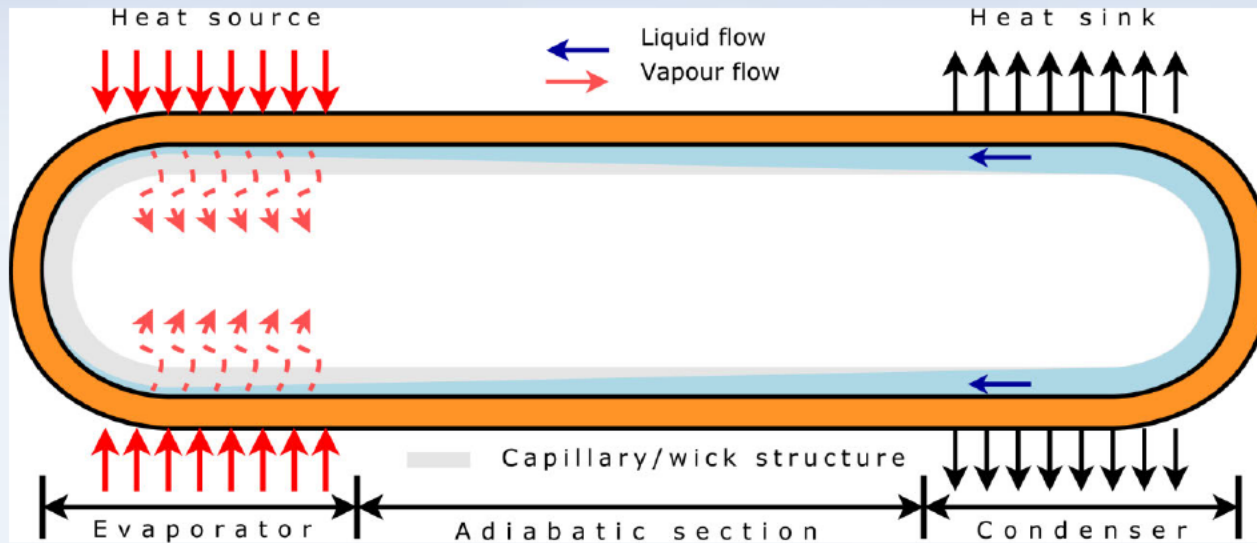 Heat source
Heat sink
Liquid flow
Vapour flow
Capillary/wick structure
Evaporator
Adiabatic section
Condenser